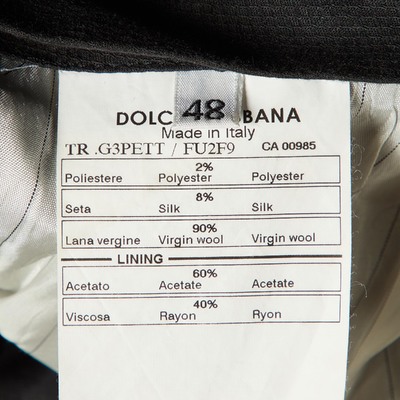 48
DOLC BANA
Made in Italy
TR .G3PETT / FU2F9 CA 00985
2%
Poliestere Polyester Polyester
8%
Seta Silk Silk
90%
Lana vergine Virgin wool Virgin wool
LINING
60%
Acetato Acetate Acetate
40%
Viscosa Rayon Ryon